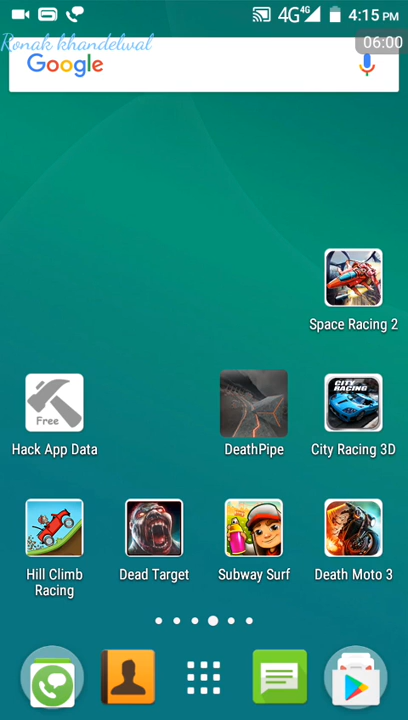 4G 4G 4:15 PM
Ronak khandelwal
06:00
Google
Space Racing 2
CITY RACING
Free
Hack App Data
DeathPipe
City Racing 3D
Hill Climb Racing
Dead Target
Subway Surf
Death Moto 3